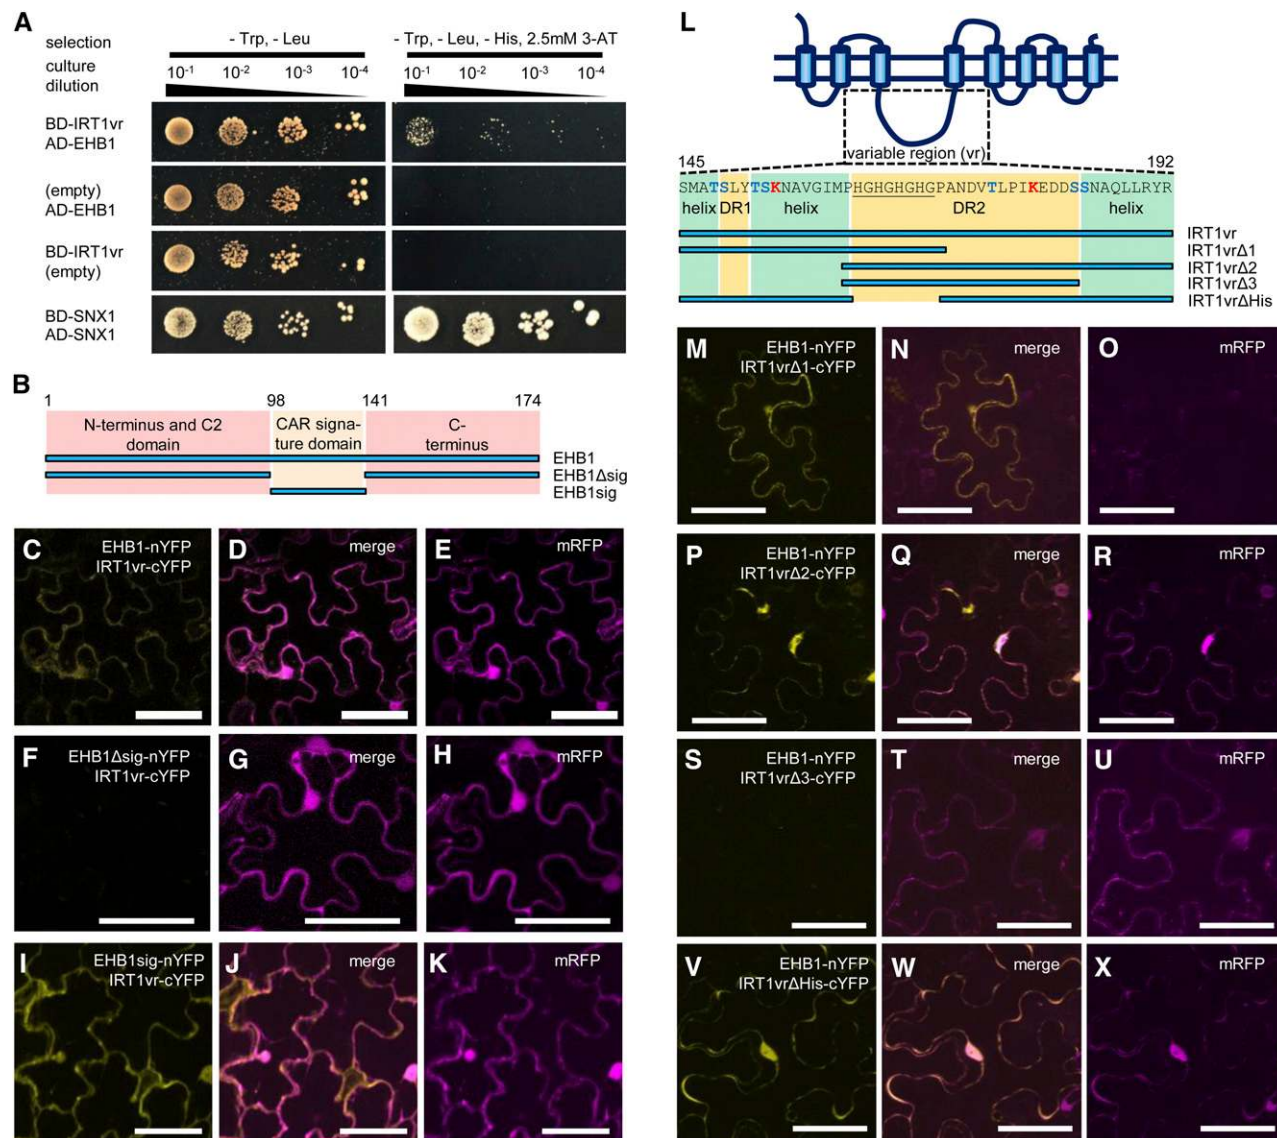 A
selection
- Trp, - Leu
- Trp, - Leu, - His, 2.5mM 3-AT
culture
dilution
10-1 10-2 10-3 10-4
10-1 10-2 10-3 10-4
BD-IRT1vr
AD-EHB1
(empty)
AD-EHB1
BD-IRT1vr
(empty)
BD-SNX1
AD-SNX1
B
1 98 141 174
N-terminus and C2
domain
CAR signa-
ture domain
C-
terminus
EHB1
EHB1Δsig
EHB1sig
C EHB1-nYFP
IRT1vr-cYFP
D merge
E mRFP
F EHB1Δsig-nYFP
IRT1vr-cYFP
G merge
H mRFP
I EHB1sig-nYFP
IRT1vr-cYFP
J merge
K mRFP
L
variable region (vr)
145 192
SMATSLYTSKNAVGIMPHGHGHGHGPANDVTLPIKEDDSSNAQLLRYR
helix DR1 helix DR2 helix
IRT1vr
IRT1vrΔ1
IRT1vrΔ2
IRT1vrΔ3
IRT1vrΔHis
M EHB1-nYFP
IRT1vrΔ1-cYFP
N merge
O mRFP
P EHB1-nYFP
IRT1vrΔ2-cYFP
Q merge
R mRFP
S EHB1-nYFP
IRT1vrΔ3-cYFP
T merge
U mRFP
V EHB1-nYFP
IRT1vrΔHis-cYFP
W merge
X mRFP